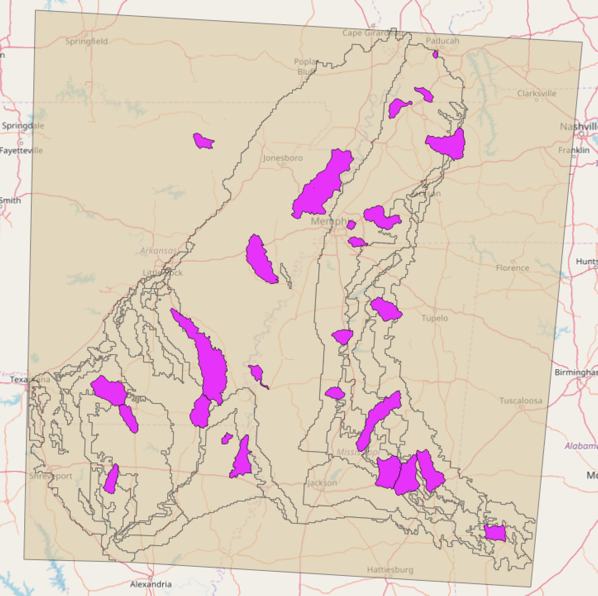 Cape Girardeau
Springfield
Paducah
Poplar
Bluff
Clarksville
Springdale
Nashville
Fayetteville
Franklin
Jonesboro
Smith
Memphis
Arkansas
Hunts
Florence
Little Rock
Tupelo
Birmingham
Texarkana
Tuscaloosa
Alabama
Mississippi
Shreveport
Jackson
Mo
Hattiesburg
Alexandria